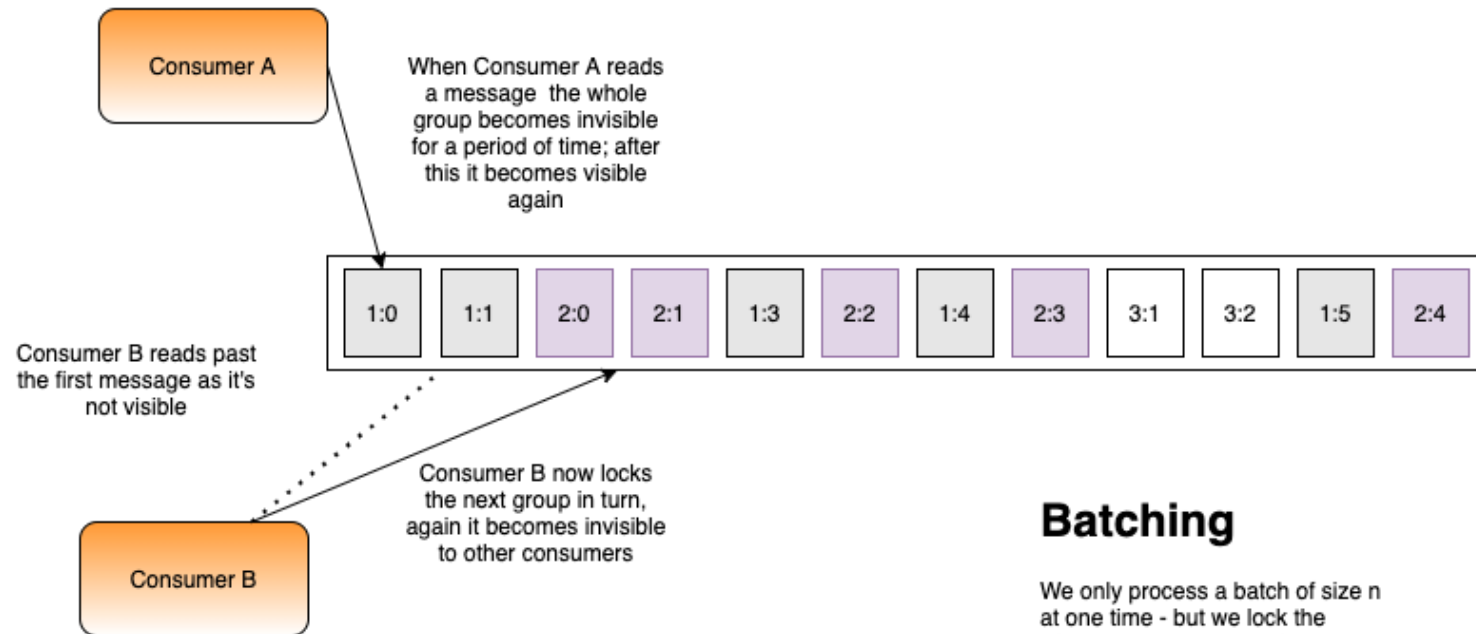 Consumer A
When Consumer A reads
a message the whole
group becomes invisible
for a period of time; after
this it becomes visible
again
1:0 1:1 2:0 2:1 1:3 2:2 1:4 2:3 3:1 3:2 1:5 2:4
Consumer B reads past
the first message as it's
not visible
Consumer B now locks
the next group in turn,
again it becomes invisible
to other consumers
Consumer B
Batching
We only process a batch of size n
at one time - but we lock the